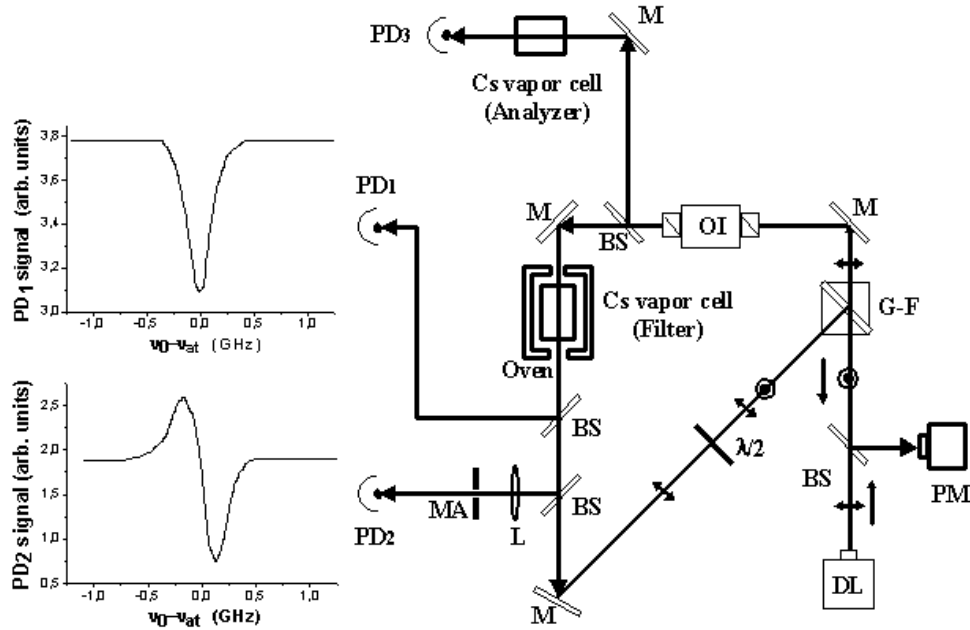 PD3
M
Cs vapor cell
(Analyzer)
PD1 signal (arb. units)
3,8
3,6
3,4
3,2
3,0
-1,0
-0,5
0,0
0,5
1,0
ν0-νat (GHz)
PD1
M
BS
OI
M
Cs vapor cell
(Filter)
G-F
Oven
BS
λ/2
PD2 signal (arb. units)
2,5
2,0
1,5
1,0
0,5
-1,0
-0,5
0,0
0,5
1,0
ν0-νat (GHz)
PD2
MA
L
BS
BS
PM
M
DL